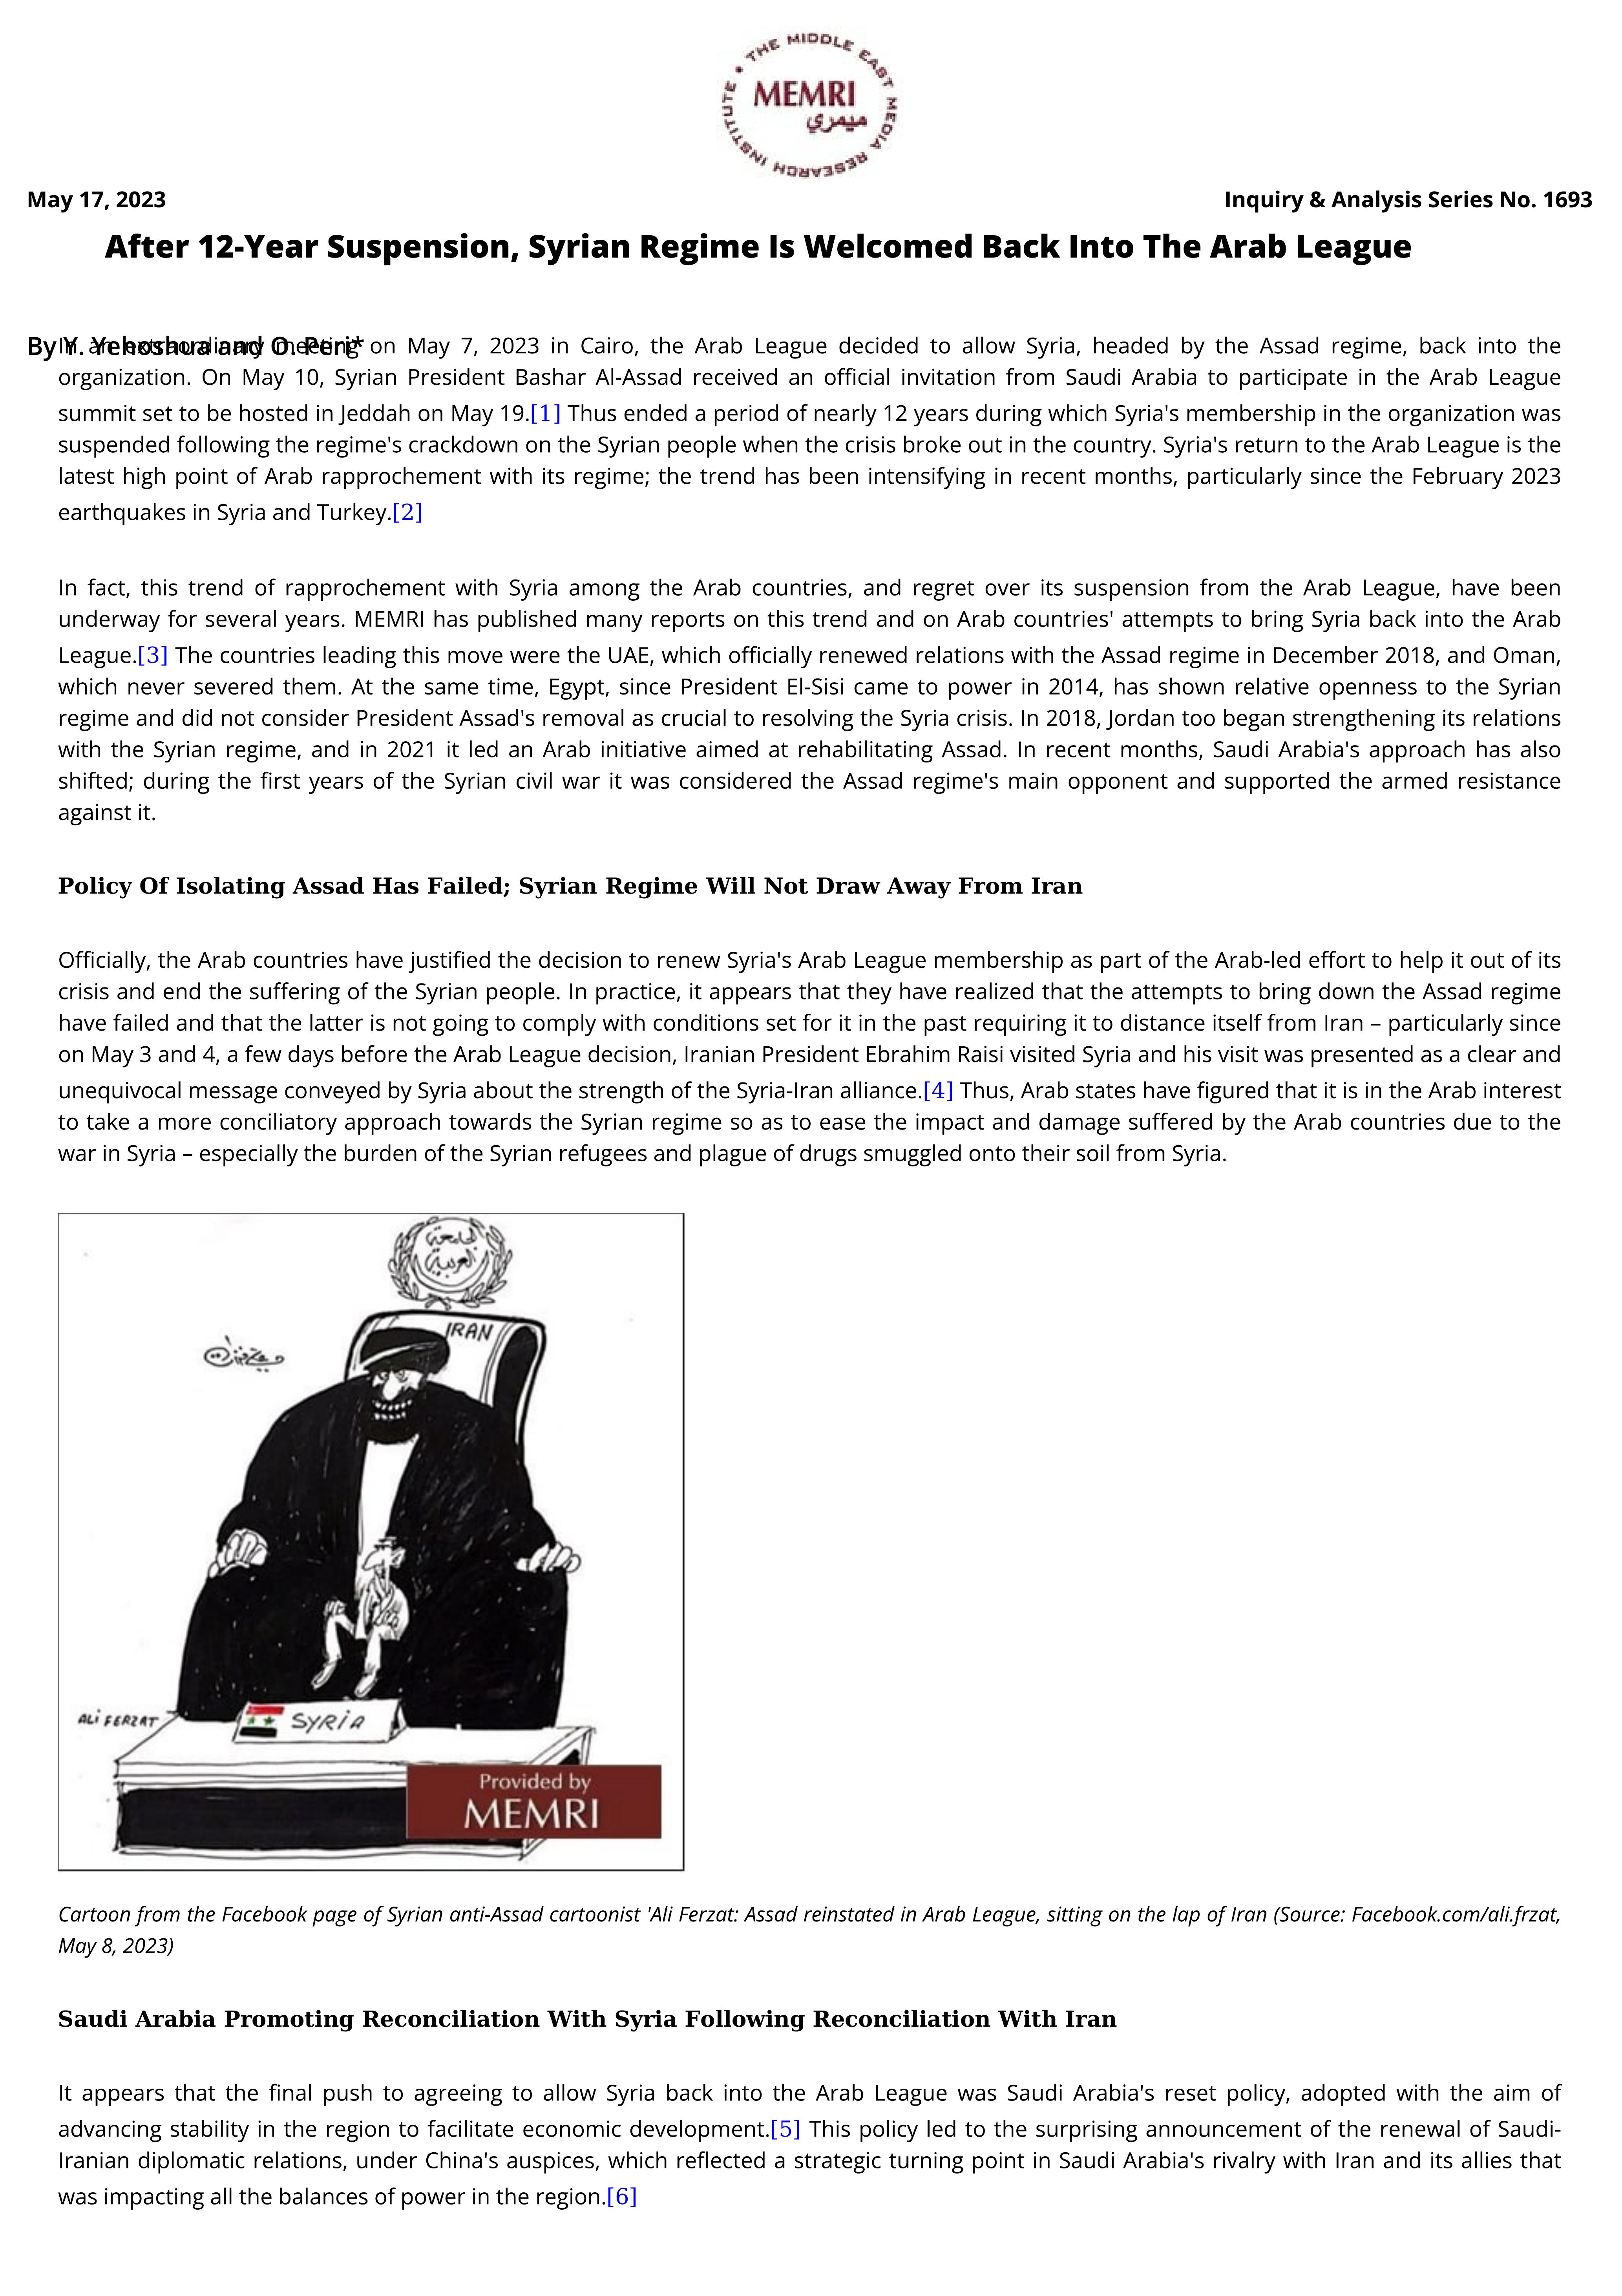 THE MIDDLE EAST MEDIA RESEARCH INSTITUTE
MEMRI
ميمري
May 17, 2023
Inquiry & Analysis Series No. 1693
After 12-Year Suspension, Syrian Regime Is Welcomed Back Into The Arab League
By Y. Yehoshua and O. Peri*
In an extraordinary meeting on May 7, 2023 in Cairo, the Arab League decided to allow Syria, headed by the Assad regime, back into the
organization. On May 10, Syrian President Bashar Al-Assad received an official invitation from Saudi Arabia to participate in the Arab League
summit set to be hosted in Jeddah on May 19.[1] Thus ended a period of nearly 12 years during which Syria's membership in the organization was
suspended following the regime's crackdown on the Syrian people when the crisis broke out in the country. Syria's return to the Arab League is the
latest high point of Arab rapprochement with its regime; the trend has been intensifying in recent months, particularly since the February 2023
earthquakes in Syria and Turkey.[2]
In fact, this trend of rapprochement with Syria among the Arab countries, and regret over its suspension from the Arab League, have been
underway for several years. MEMRI has published many reports on this trend and on Arab countries' attempts to bring Syria back into the Arab
League.[3] The countries leading this move were the UAE, which officially renewed relations with the Assad regime in December 2018, and Oman,
which never severed them. At the same time, Egypt, since President El-Sisi came to power in 2014, has shown relative openness to the Syrian
regime and did not consider President Assad's removal as crucial to resolving the Syria crisis. In 2018, Jordan too began strengthening its relations
with the Syrian regime, and in 2021 it led an Arab initiative aimed at rehabilitating Assad. In recent months, Saudi Arabia's approach has also
shifted; during the first years of the Syrian civil war it was considered the Assad regime's main opponent and supported the armed resistance
against it.
Policy Of Isolating Assad Has Failed; Syrian Regime Will Not Draw Away From Iran
Officially, the Arab countries have justified the decision to renew Syria's Arab League membership as part of the Arab-led effort to help it out of its
crisis and end the suffering of the Syrian people. In practice, it appears that they have realized that the attempts to bring down the Assad regime
have failed and that the latter is not going to comply with conditions set for it in the past requiring it to distance itself from Iran – particularly since
on May 3 and 4, a few days before the Arab League decision, Iranian President Ebrahim Raisi visited Syria and his visit was presented as a clear and
unequivocal message conveyed by Syria about the strength of the Syria-Iran alliance.[4] Thus, Arab states have figured that it is in the Arab interest
to take a more conciliatory approach towards the Syrian regime so as to ease the impact and damage suffered by the Arab countries due to the
war in Syria – especially the burden of the Syrian refugees and plague of drugs smuggled onto their soil from Syria.
الجامعة
العربية
IRAN
ALI FERZAT
SYRIA
Provided by
MEMRI
Cartoon from the Facebook page of Syrian anti-Assad cartoonist 'Ali Ferzat: Assad reinstated in Arab League, sitting on the lap of Iran (Source: Facebook.com/ali.frzat,
May 8, 2023)
Saudi Arabia Promoting Reconciliation With Syria Following Reconciliation With Iran
It appears that the final push to agreeing to allow Syria back into the Arab League was Saudi Arabia's reset policy, adopted with the aim of
advancing stability in the region to facilitate economic development.[5] This policy led to the surprising announcement of the renewal of Saudi-
Iranian diplomatic relations, under China's auspices, which reflected a strategic turning point in Saudi Arabia's rivalry with Iran and its allies that
was impacting all the balances of power in the region.[6]